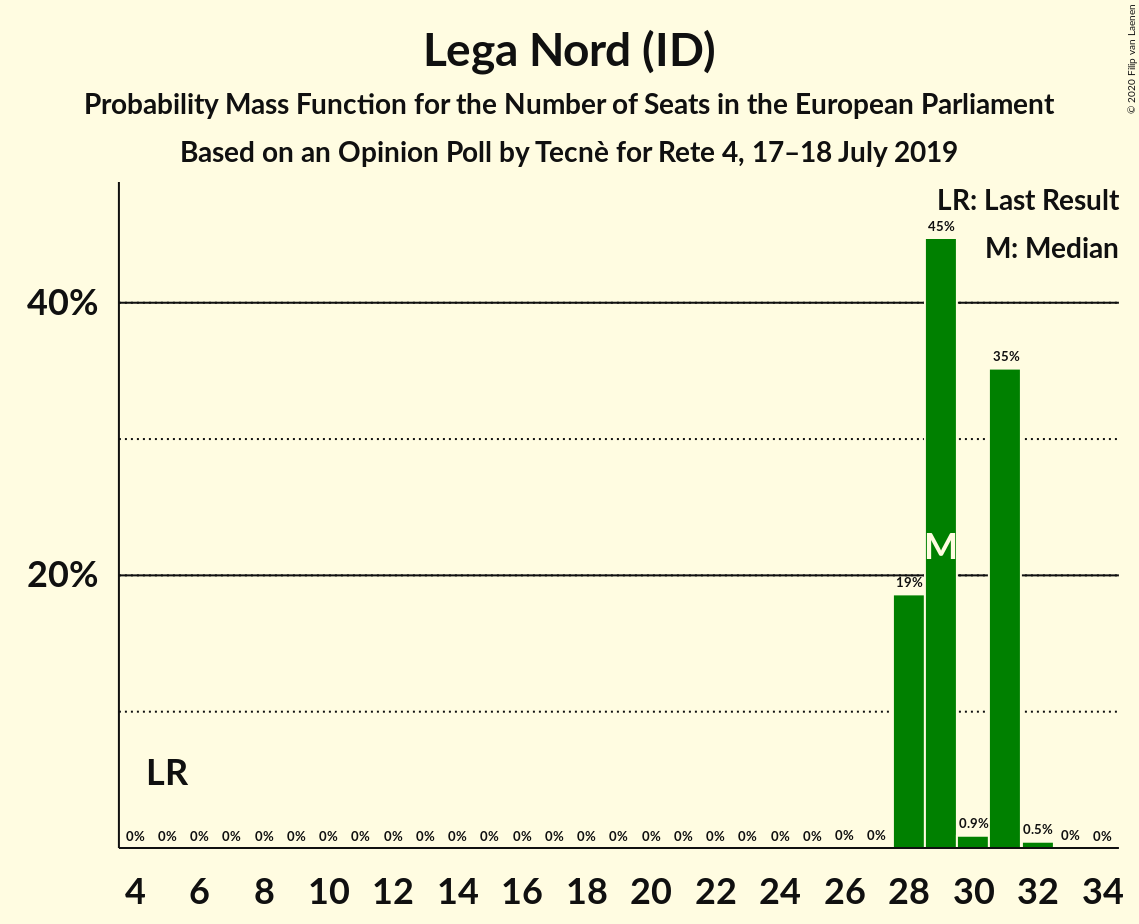 Lega Nord (ID)
Probability Mass Function for the Number of Seats in the European Parliament
Based on an Opinion Poll by Tecnè for Rete 4, 17–18 July 2019
© 2020 Filip van Laenen
LR: Last Result
M: Median
45%
40%
35%
M
20%
19%
LR
0% 0% 0% 0% 0% 0% 0% 0% 0% 0% 0% 0% 0% 0% 0% 0% 0% 0% 0% 0% 0% 0% 0% 0% 0.9% 0.5% 0% 0%
4 6 8 10 12 14 16 18 20 22 24 26 28 30 32 34